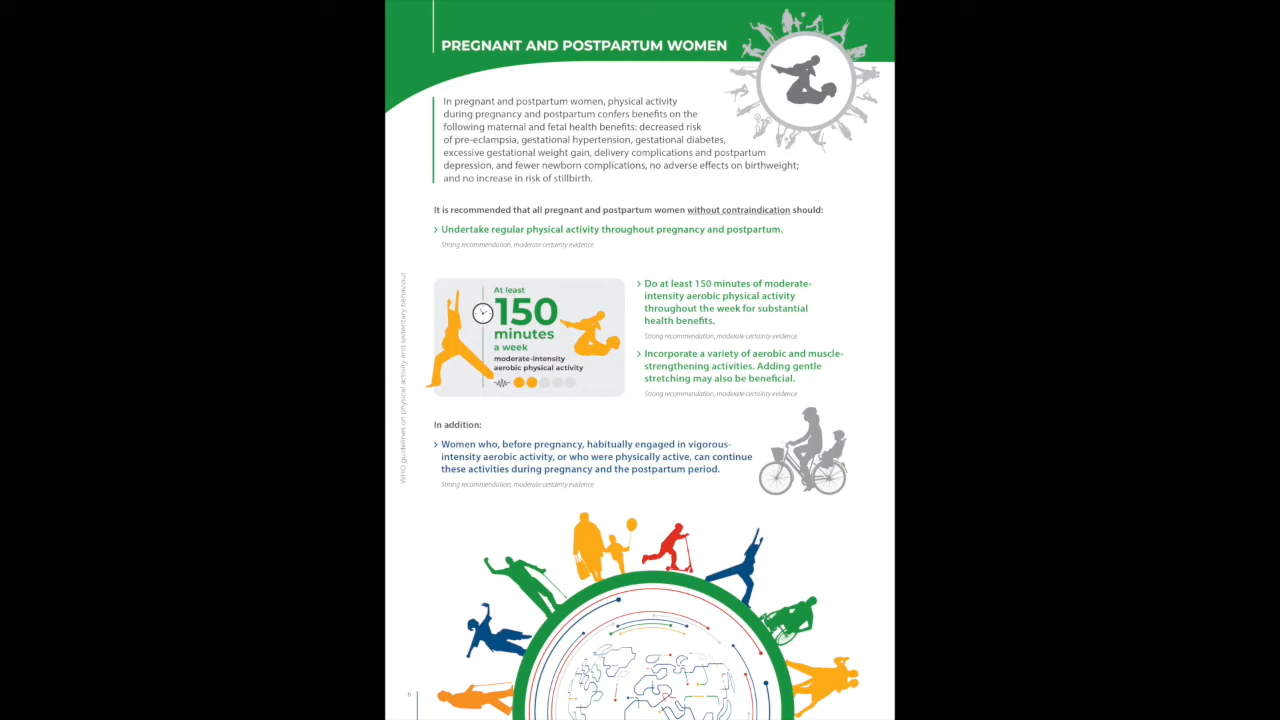 PREGNANT AND POSTPARTUM WOMEN
In pregnant and postpartum women, physical activity
during pregnancy and postpartum confers benefits on the
following maternal and fetal health benefits: decreased risk
of pre-eclampsia, gestational hypertension, gestational diabetes,
excessive gestational weight gain, delivery complications and postpartum
depression, and fewer newborn complications, no adverse effects on birthweight;
and no increase in risk of stillbirth.
It is recommended that all pregnant and postpartum women without contraindication should:
› Undertake regular physical activity throughout pregnancy and postpartum.
Strong recommendation, moderate certainty evidence
At least
150
minutes
a week
moderate-intensity
aerobic physical activity
› Do at least 150 minutes of moderate-
intensity aerobic physical activity
throughout the week for substantial
health benefits.
Strong recommendation, moderate certainty evidence
› Incorporate a variety of aerobic and muscle-
strengthening activities. Adding gentle
stretching may also be beneficial.
Strong recommendation, moderate certainty evidence
In addition:
› Women who, before pregnancy, habitually engaged in vigorous-
intensity aerobic activity, or who were physically active, can continue
these activities during pregnancy and the postpartum period.
Strong recommendation, moderate certainty evidence
WHO guidelines on physical activity and sedentary behaviour
6